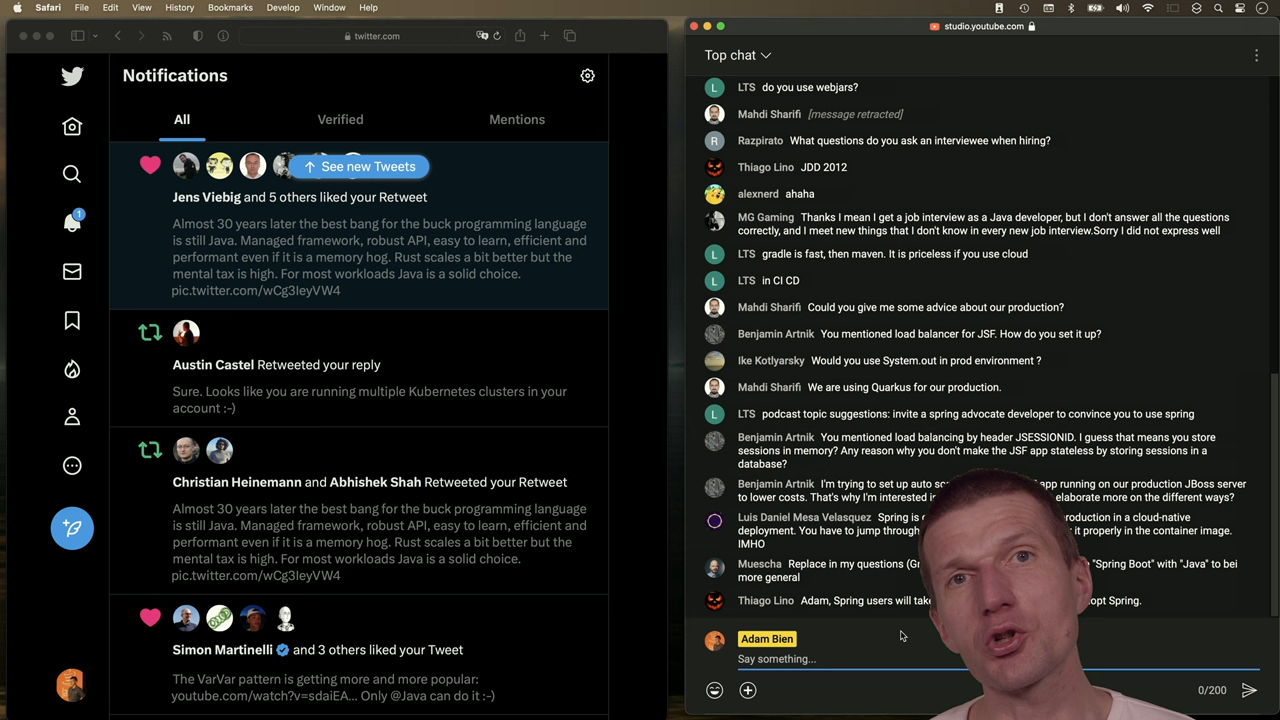 Safari File Edit View History Bookmarks Develop Window Help
twitter.com
Notifications
All Verified Mentions
See new Tweets
Jens Viebig and 5 others liked your Retweet
Almost 30 years later the best bang for the buck programming language
is still Java. Managed framework, robust API, easy to learn, efficient and
performant even if it is a memory hog. Rust scales a bit better but the
mental tax is high. For most workloads Java is a solid choice.
pic.twitter.com/wCg3IeyVW4
1
Austin Castel Retweeted your reply
Sure. Looks like you are running multiple Kubernetes clusters in your
account :-)
Christian Heinemann and Abhishek Shah Retweeted your Retweet
Almost 30 years later the best bang for the buck programming language
is still Java. Managed framework, robust API, easy to learn, efficient and
performant even if it is a memory hog. Rust scales a bit better but the
mental tax is high. For most workloads Java is a solid choice.
pic.twitter.com/wCg3IeyVW4
Simon Martinelli and 3 others liked your Tweet
The VarVar pattern is getting more and more popular:
youtube.com/watch?v=sdaiEA... Only @Java can do it :-)
studio.youtube.com
Top chat
L LTS do you use webjars?
Mahdi Sharifi [message retracted]
R Razpirato What questions do you ask an interviewee when hiring?
Thiago Lino JDD 2012
alexnerd ahaha
MG Gaming Thanks I mean I get a job interview as a Java developer, but I don't answer all the questions
correctly, and I meet new things that I don't know in every new job interview.Sorry I did not express well
L LTS gradle is fast, then maven. It is priceless if you use cloud
L LTS in CI CD
Mahdi Sharifi Could you give me some advice about our production?
Benjamin Artnik You mentioned load balancer for JSF. How do you set it up?
Ike Kotlyarsky Would you use System.out in prod environment ?
Mahdi Sharifi We are using Quarkus for our production.
L LTS podcast topic suggestions: invite a spring advocate developer to convince you to use spring
Benjamin Artnik You mentioned load balancing by header JSESSIONID. I guess that means you store
sessions in memory? Any reason why you don't make the JSF app stateless by storing sessions in a
database?
Benjamin Artnik I'm trying to set up auto app running on our production JBoss server
to lower costs. That's why I'm interested elaborate more on the different ways?
Luis Daniel Mesa Velasquez Spring is production in a cloud-native
deployment. You have to jump through it properly in the container image.
IMHO
Muescha Replace in my questions "Spring Boot" with "Java" to bei
more general
Thiago Lino Adam, Spring users will Spring.
Adam Bien
Say something...
0/200